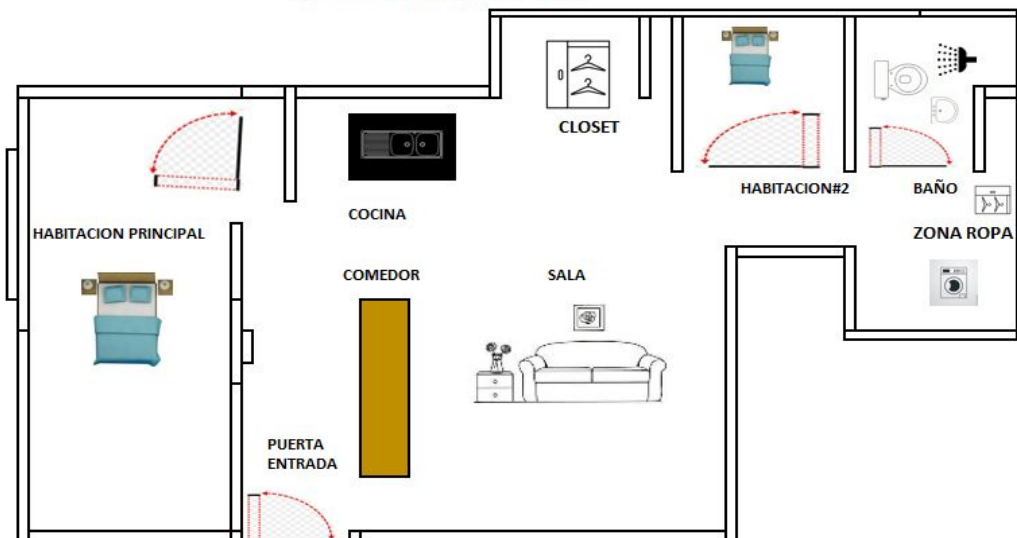 CLOSET
HABITACION#2
BAÑO
COCINA
HABITACION PRINCIPAL
ZONA ROPA
COMEDOR
SALA
PUERTA
ENTRADA